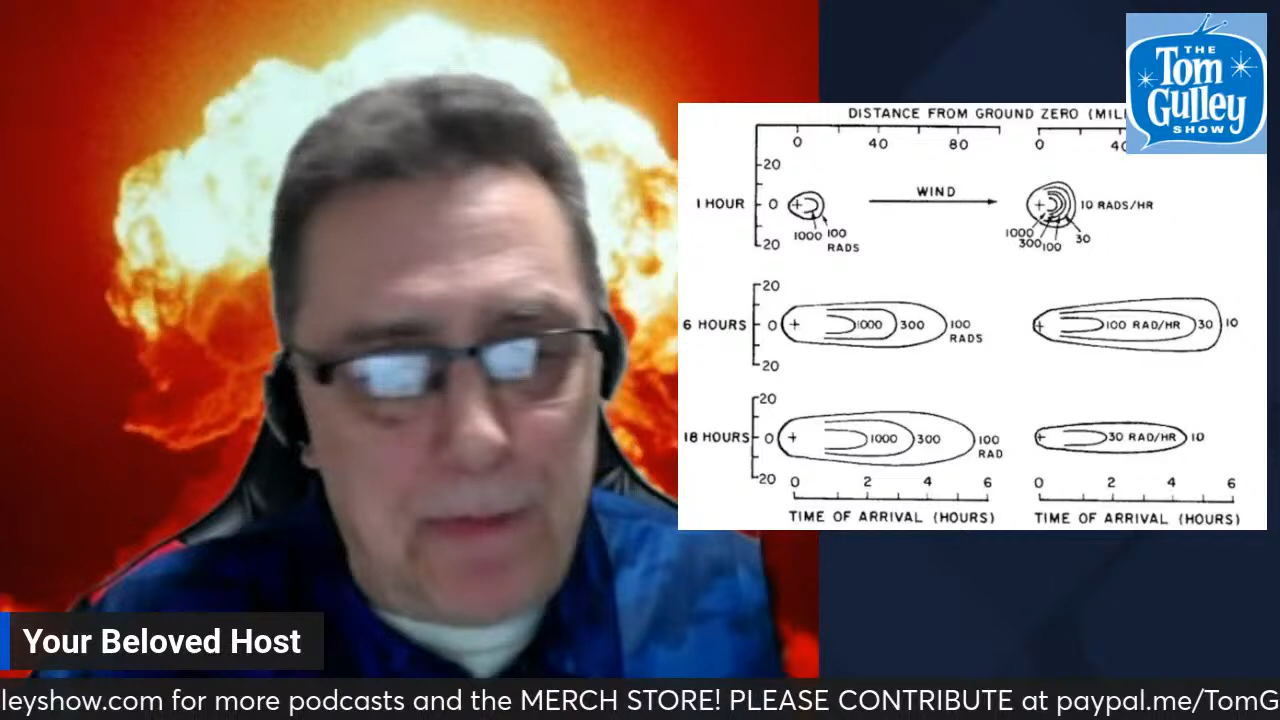 THE
Tom
Gulley
SHOW
DISTANCE FROM GROUND ZERO (MIL
0 40 80
0 40
20
0
20
1 HOUR
WIND
1000 100
RADS
10 RADS/HR
1000
300 100
30
20
0
20
6 HOURS
1000 300 100
RADS
100 RAD/HR 30 10
20
0
20
18 HOURS
1000 300 100
RAD
30 RAD/HR 10
0 2 4 6
0 2 4 6
TIME OF ARRIVAL (HOURS)
TIME OF ARRIVAL (HOURS)
Your Beloved Host
leyshow.com for more podcasts and the MERCH STORE! PLEASE CONTRIBUTE at paypal.me/TomG